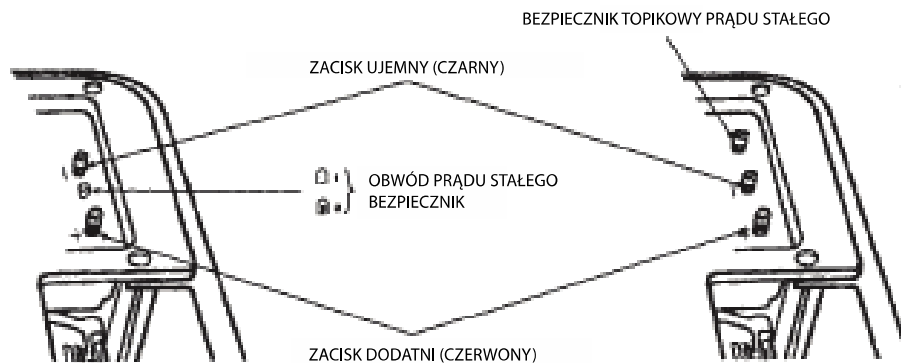 BEZPIECZNIK TOPIKOWY PRĄDU STAŁEGO
ZACISK UJEMNY (CZARNY)
OBWÓD PRĄDU STAŁEGO
BEZPIECZNIK
ZACISK DODATNI (CZERWONY)